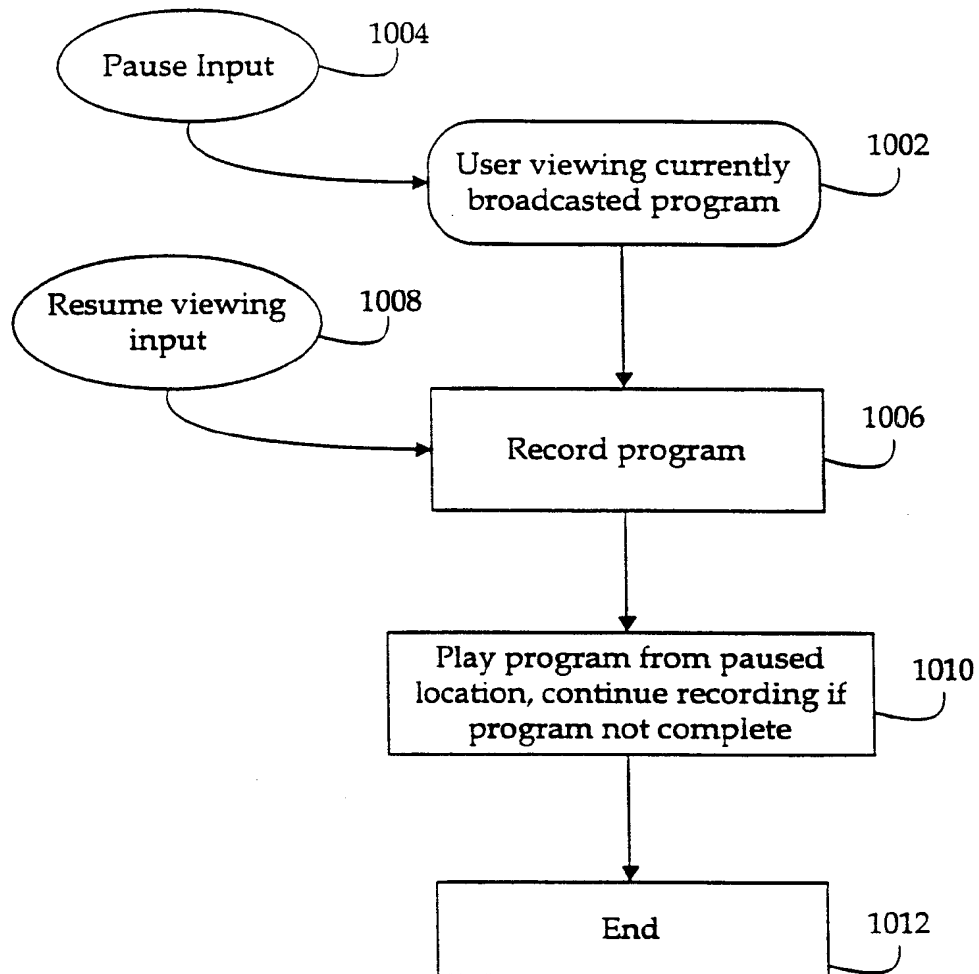 1004
Pause Input
1002
User viewing currently
broadcasted program
1008
Resume viewing
input
1006
Record program
1010
Play program from paused
location, continue recording if
program not complete
End
1012